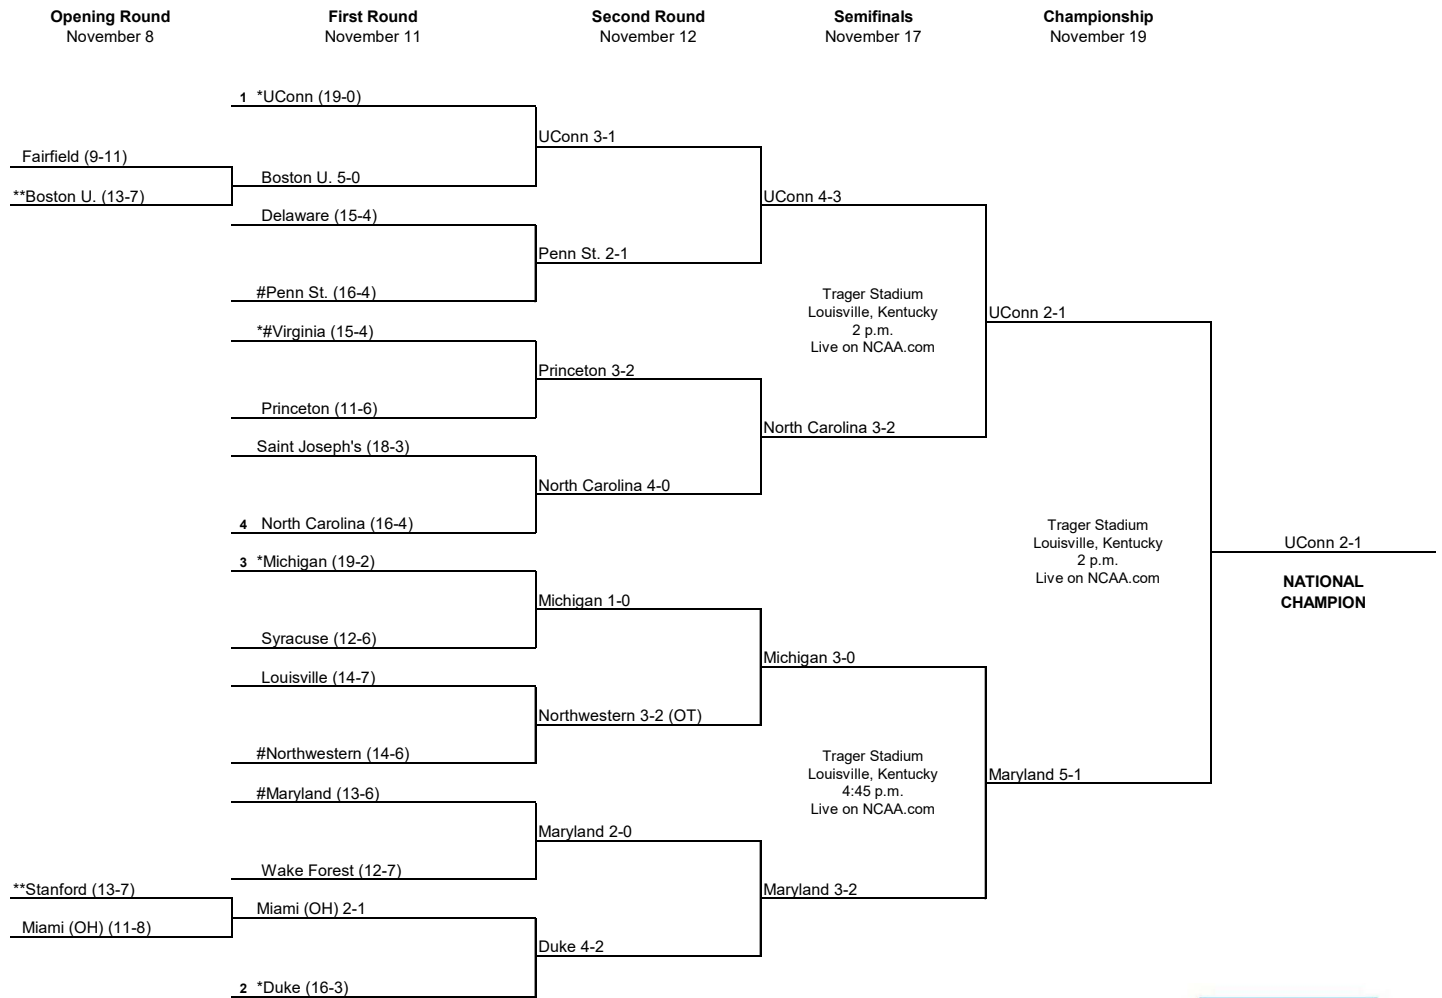 Opening Round
November 8
First Round
November 11
Second Round
November 12
Semifinals
November 17
Championship
November 19
1 *UConn (19-0)
UConn 3-1
Fairfield (9-11)
Boston U. 5-0
**Boston U. (13-7)
UConn 4-3
Delaware (15-4)
Penn St. 2-1
#Penn St. (16-4)
Trager Stadium
Louisville, Kentucky
2 p.m.
Live on NCAA.com
UConn 2-1
*#Virginia (15-4)
Princeton 3-2
Princeton (11-6)
North Carolina 3-2
Saint Joseph's (18-3)
North Carolina 4-0
4 North Carolina (16-4)
Trager Stadium
Louisville, Kentucky
2 p.m.
Live on NCAA.com
UConn 2-1
NATIONAL
CHAMPION
3 *Michigan (19-2)
Michigan 1-0
Syracuse (12-6)
Michigan 3-0
Louisville (14-7)
Northwestern 3-2 (OT)
#Northwestern (14-6)
Trager Stadium
Louisville, Kentucky
4:45 p.m.
Live on NCAA.com
Maryland 5-1
#Maryland (13-6)
Maryland 2-0
Wake Forest (12-7)
Maryland 3-2
**Stanford (13-7)
Miami (OH) 2-1
Miami (OH) (11-8)
Duke 4-2
2 *Duke (16-3)